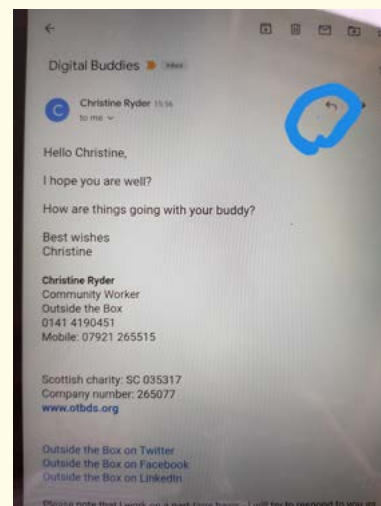 Digital Buddies Inbox
C
Christine Ryder 15:56
to me
Hello Christine,
I hope you are well?
How are things going with your buddy?
Best wishes
Christine
Christine Ryder
Community Worker
Outside the Box
0141 4190451
Mobile: 07921 265515
Scottish charity: SC 035317
Company number: 265077
www.otbds.org
Outside the Box on Twitter
Outside the Box on Facebook
Outside the Box on LinkedIn
Please note that I work on a part-time basis - I will try to respond to you as